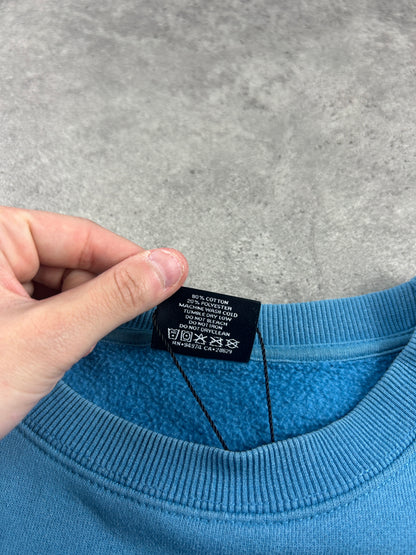 80% COTTON
20% POLYESTER
MACHINE WASH COLD
TUMBLE DRY LOW
DO NOT BLEACH
DO NOT IRON
DO NOT DRYCLEAN